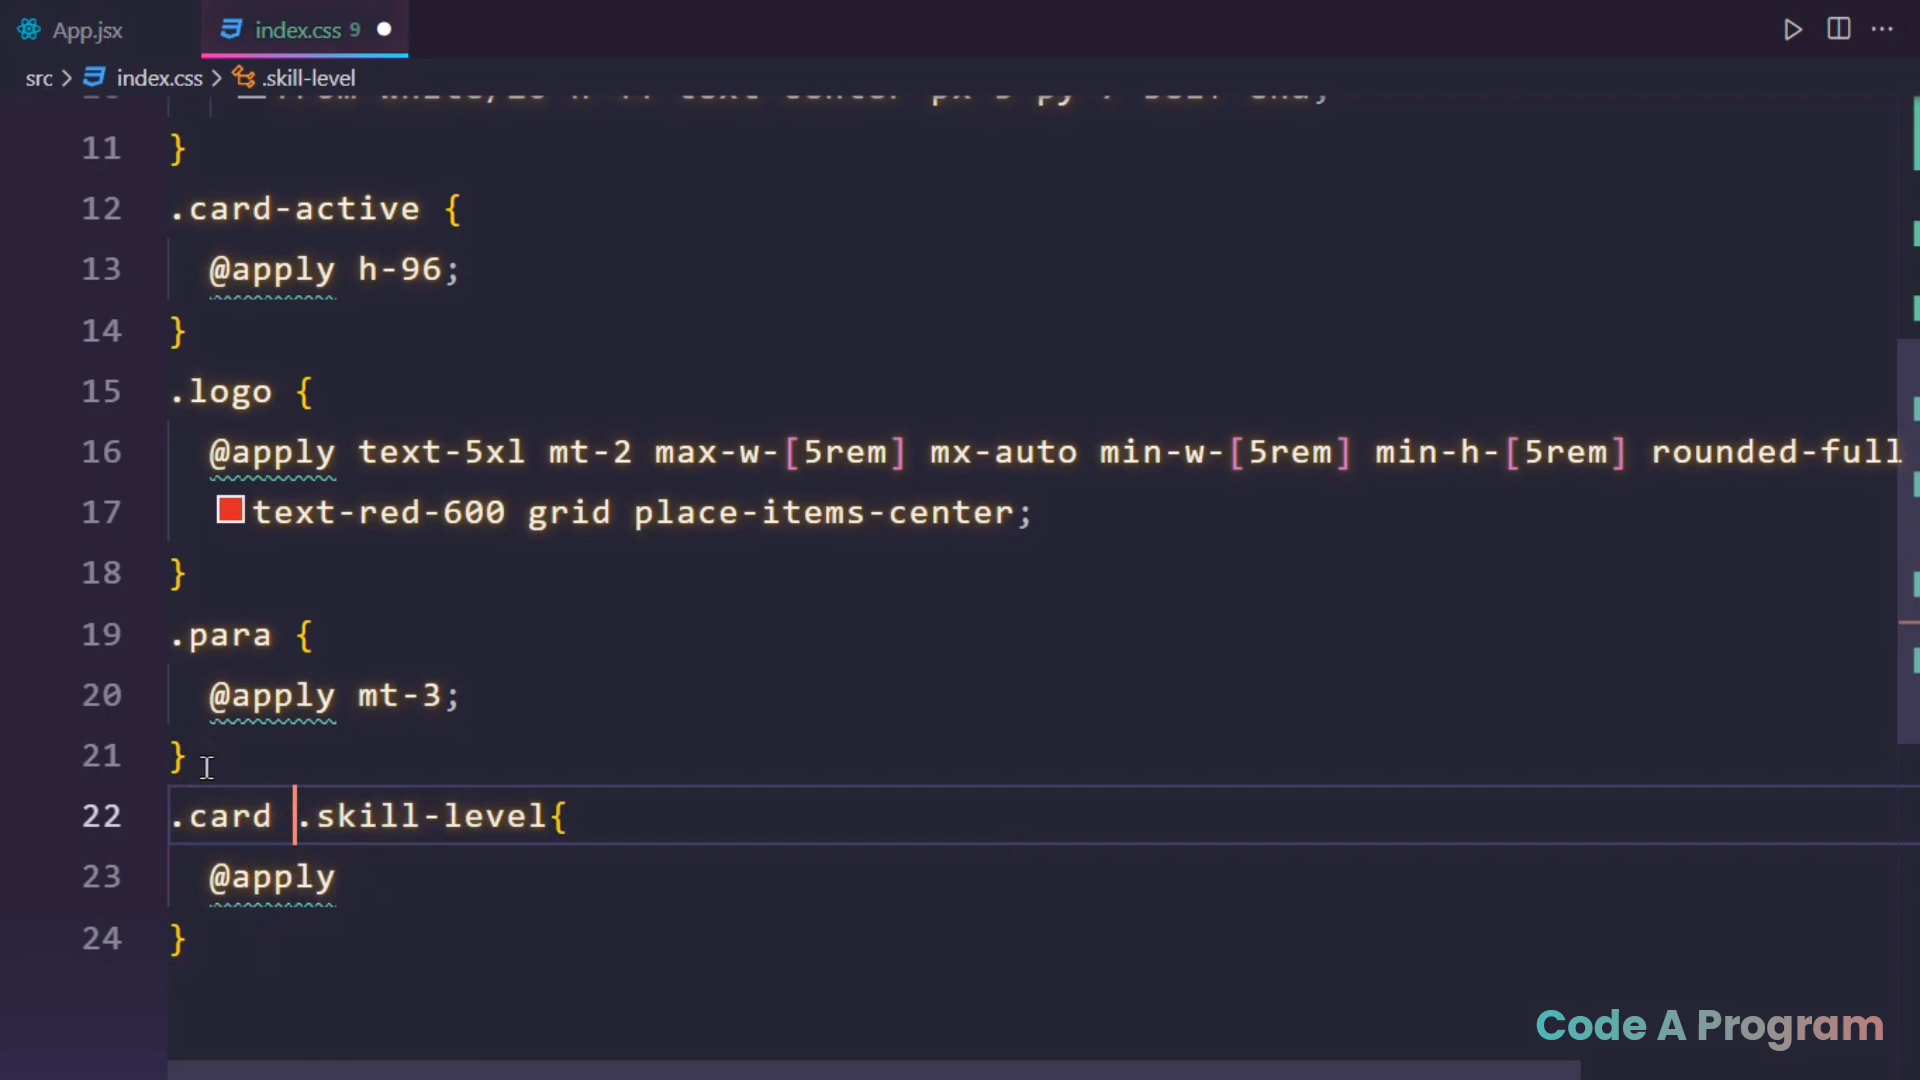 App.jsx
index.css 9
src > index.css > .skill-level
11 }
12 .card-active {
13 @apply h-96;
14 }
15 .logo {
16 @apply text-5xl mt-2 max-w-[5rem] mx-auto min-w-[5rem] min-h-[5rem] rounded-full
17 text-red-600 grid place-items-center;
18 }
19 .para {
20 @apply mt-3;
21 }
22 .card .skill-level{
23 @apply
24 }
Code A Program